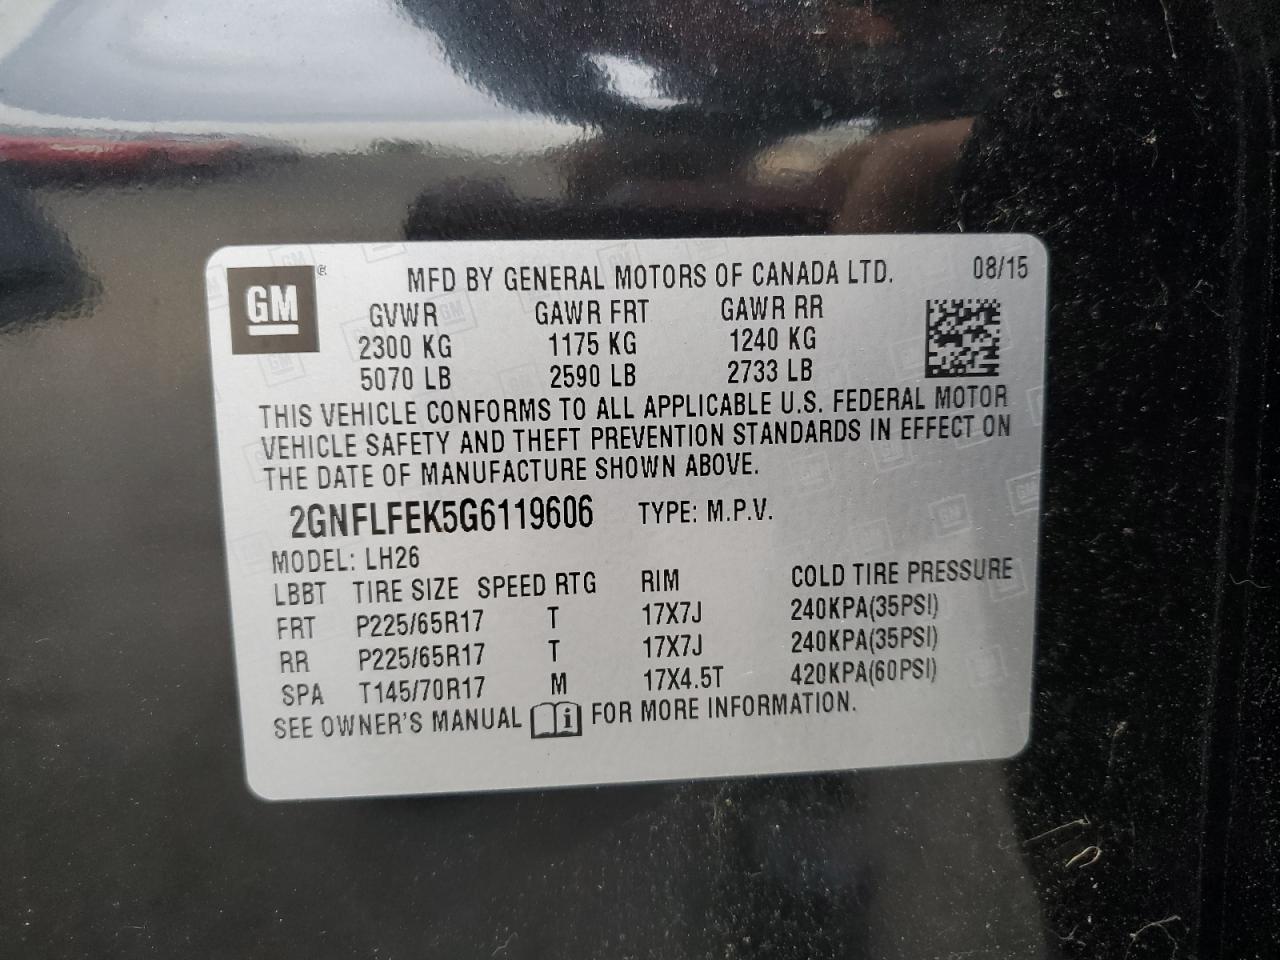 GM ® MFD BY GENERAL MOTORS OF CANADA LTD. 08/15
GVWR GAWR FRT GAWR RR
2300 KG 1175 KG 1240 KG
5070 LB 2590 LB 2733 LB
THIS VEHICLE CONFORMS TO ALL APPLICABLE U.S. FEDERAL MOTOR
VEHICLE SAFETY AND THEFT PREVENTION STANDARDS IN EFFECT ON
THE DATE OF MANUFACTURE SHOWN ABOVE.
2GNFLFEK5G6119606 TYPE: M.P.V.
MODEL: LH26
LBBT TIRE SIZE SPEED RTG RIM COLD TIRE PRESSURE
FRT P225/65R17 T 17X7J 240KPA(35PSI)
RR P225/65R17 T 17X7J 240KPA(35PSI)
SPA T145/70R17 M 17X4.5T 420KPA(60PSI)
SEE OWNER'S MANUAL i FOR MORE INFORMATION.